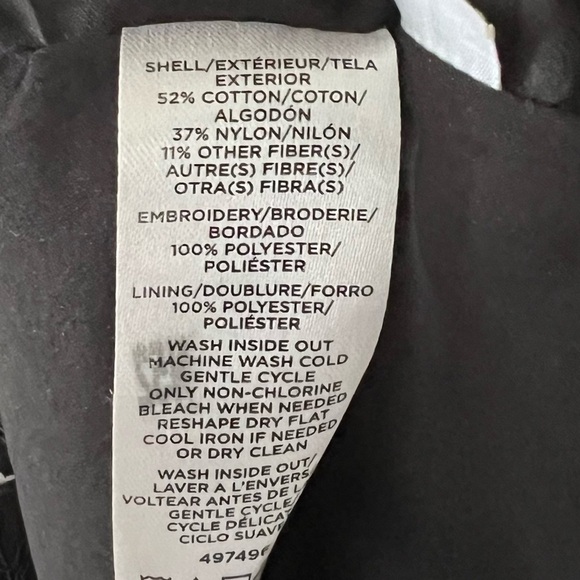 SHELL/EXTÉRIEUR/TELA
EXTERIOR
52% COTTON/COTON/
ALGODÓN
37% NYLON/NILÓN
11% OTHER FIBER(S)/
AUTRE(S) FIBRE(S)/
OTRA(S) FIBRA(S)
EMBROIDERY/BRODERIE/
BORDADO
100% POLYESTER/
POLIÉSTER
LINING/DOUBLURE/FORRO
100% POLYESTER/
POLIÉSTER
WASH INSIDE OUT
MACHINE WASH COLD
GENTLE CYCLE
ONLY NON-CHLORINE
BLEACH WHEN NEEDED
RESHAPE DRY FLAT
COOL IRON IF NEEDED
OR DRY CLEAN
WASH INSIDE OUT/
LAVER A L'ENVERS
VOLTEAR ANTES DE L
GENTLE CYCLE/
CYCLE DÉLICAT
CICLO SUAV
49749